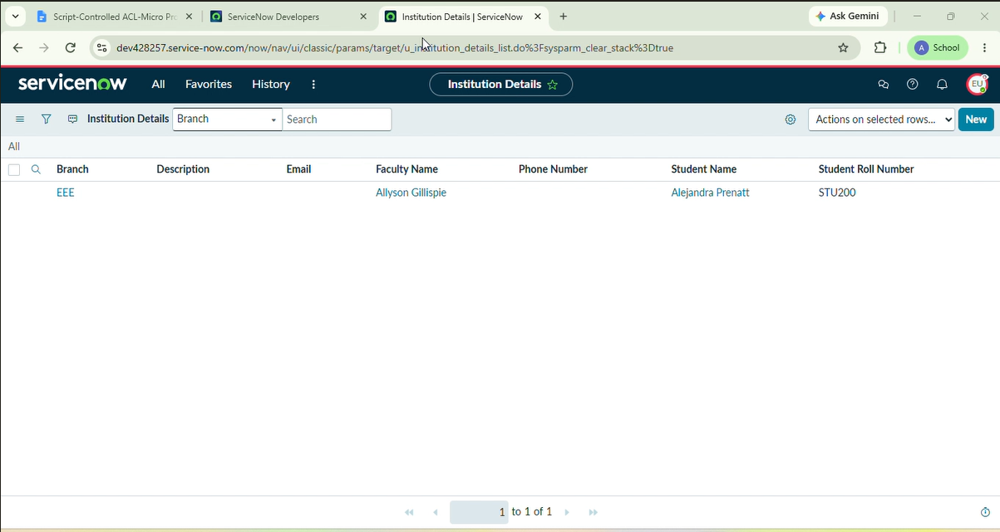 Script-Controlled ACL-Micro Pr
ServiceNow Developers
Institution Details | ServiceNow
Ask Gemini
dev428257.service-now.com/now/nav/ui/classic/params/target/u_institution_details_list.do%3Fsysparm_clear_stack%3Dtrue
A School
servicenow
All
Favorites
History
Institution Details
EU
Institution Details
Branch
Search
Actions on selected rows...
New
All
Branch Description Email Faculty Name Phone Number Student Name Student Roll Number
EEE Allyson Gillispie Alejandra Prenatt STU200
1 to 1 of 1